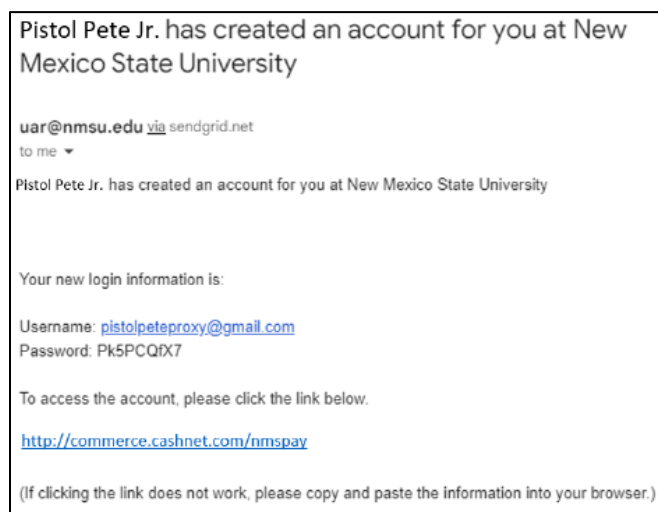 Pistol Pete Jr. has created an account for you at New
Mexico State University
uar@nmsu.edu via sendgrid.net
to me
Pistol Pete Jr. has created an account for you at New Mexico State University
Your new login information is:
Username: pistolpeteproxy@gmail.com
Password: Pk5PCQfX7
To access the account, please click the link below.
http://commerce.cashnet.com/nmspay
(If clicking the link does not work, please copy and paste the information into your browser.)